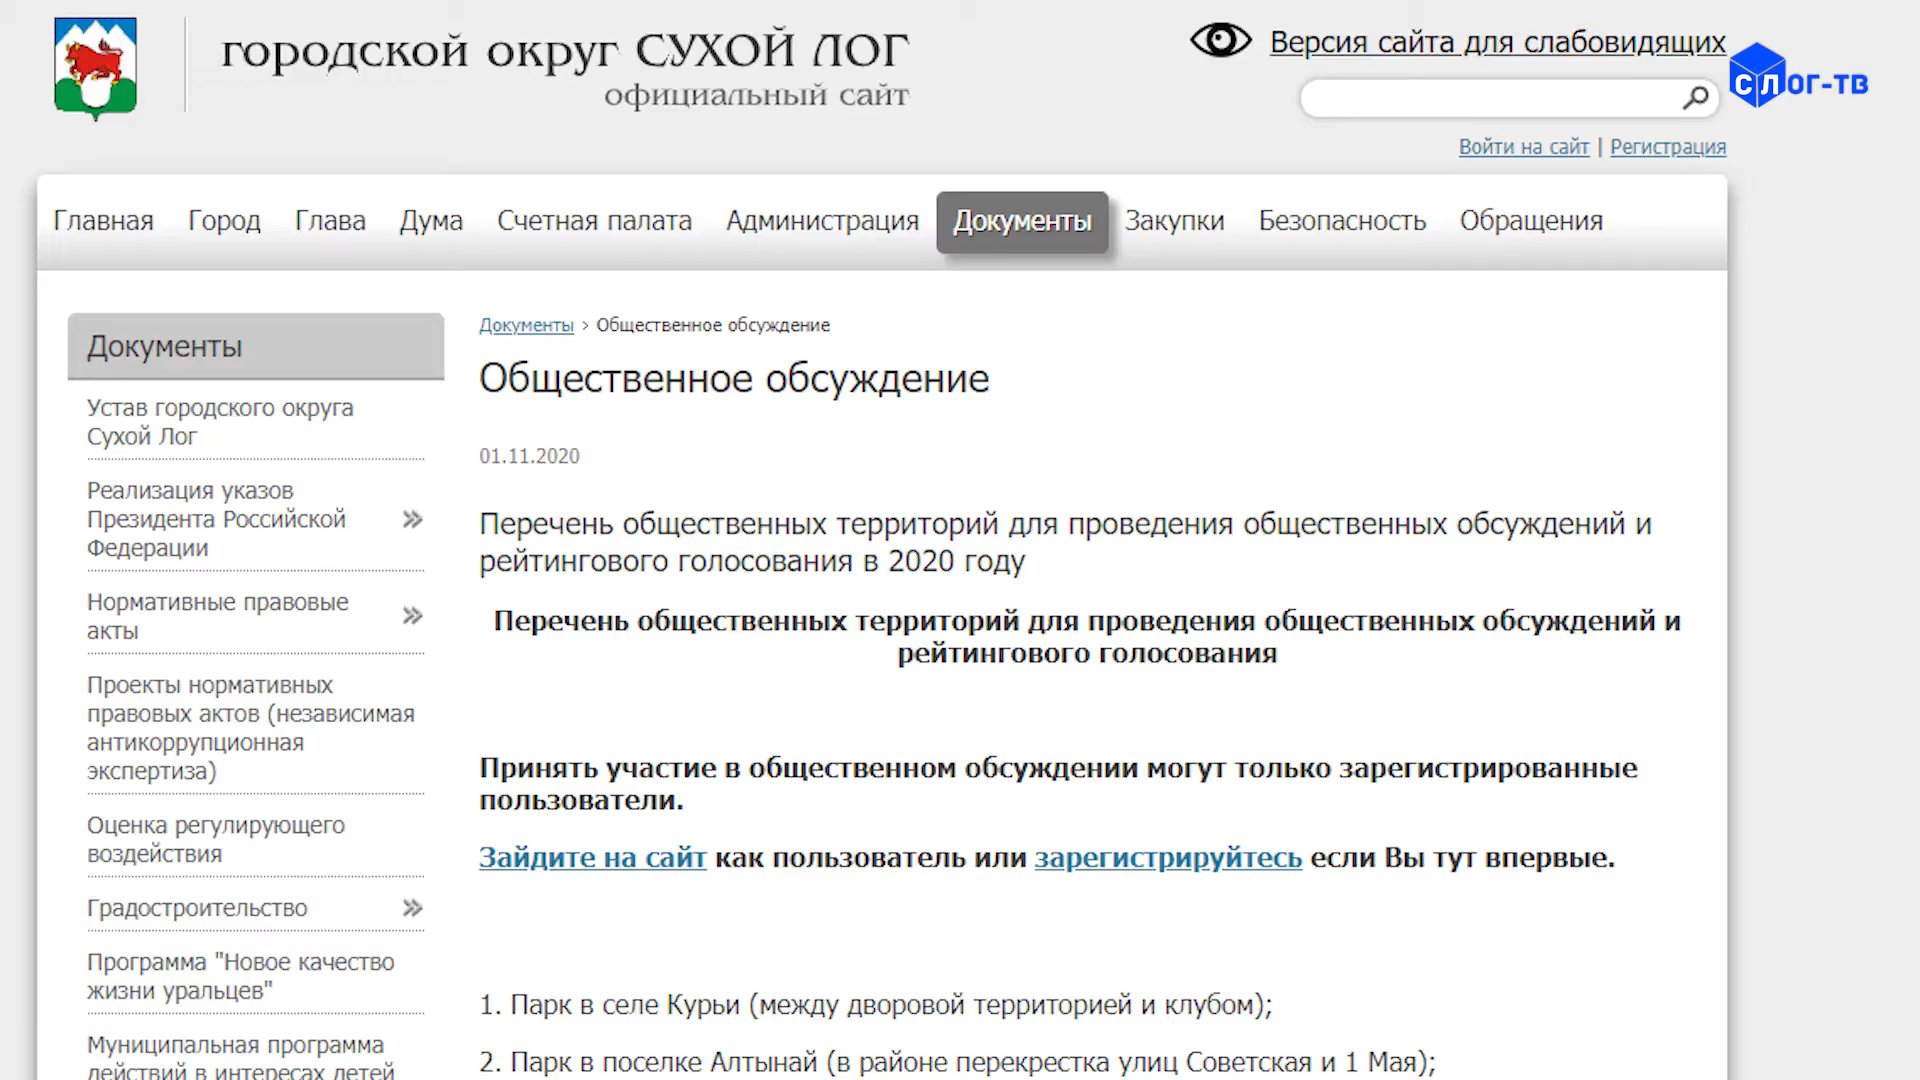 городской округ СУХОЙ ЛОГ
официальный сайт
Версия сайта для слабовидящих
СЛОГ-ТВ
Войти на сайт | Регистрация
Главная Город Глава Дума Счетная палата Администрация Документы Закупки Безопасность Обращения
Документы
Устав городского округа
Сухой Лог
Реализация указов
Президента Российской
Федерации
Нормативные правовые
акты
Проекты нормативных
правовых актов (независимая
антикоррупционная
экспертиза)
Оценка регулирующего
воздействия
Градостроительство
Программа "Новое качество
жизни уральцев"
Муниципальная программа
действий в интересах детей
Документы › Общественное обсуждение
Общественное обсуждение
01.11.2020
Перечень общественных территорий для проведения общественных обсуждений и
рейтингового голосования в 2020 году
Перечень общественных территорий для проведения общественных обсуждений и
рейтингового голосования
Принять участие в общественном обсуждении могут только зарегистрированные
пользователи.
Зайдите на сайт как пользователь или зарегистрируйтесь если Вы тут впервые.
1. Парк в селе Курьи (между дворовой территорией и клубом);
2. Парк в поселке Алтынай (в районе перекрестка улиц Советская и 1 Мая);